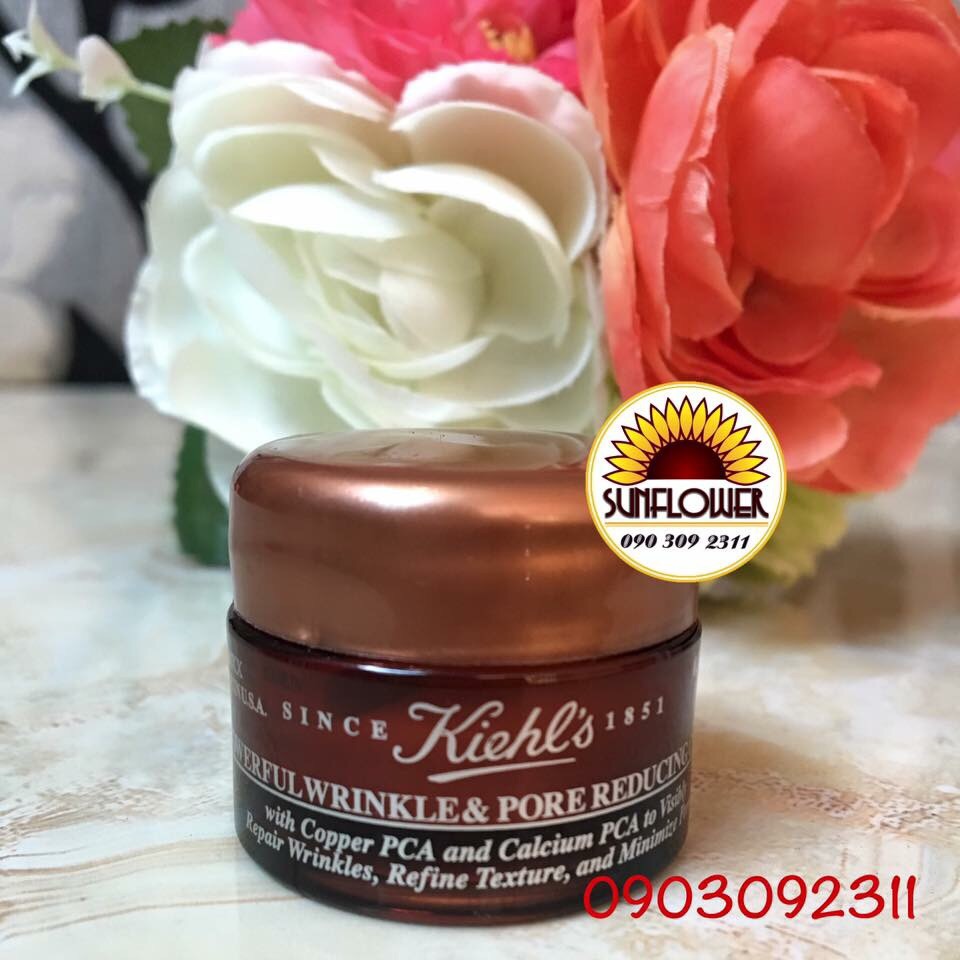 SUNFLOWER
090 309 2311
U.S.A. SINCE Kiehl's 1851
WRINKLE & PORE REDUCING
with Copper PCA and Calcium PCA to
Repair Wrinkles, Refine Texture, and Minimize
0903092311